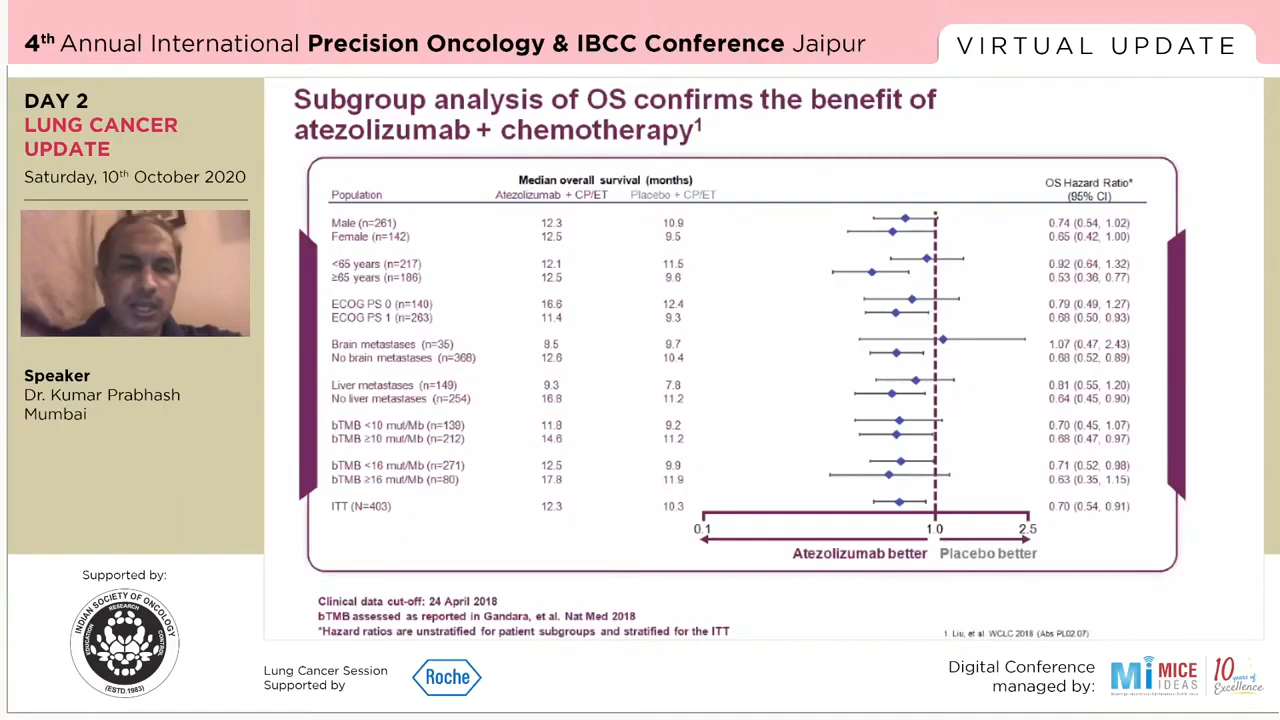 4th Annual International Precision Oncology & IBCC Conference Jaipur
VIRTUAL UPDATE
DAY 2
LUNG CANCER
UPDATE
Saturday, 10th October 2020
Speaker
Dr. Kumar Prabhash
Mumbai
Subgroup analysis of OS confirms the benefit of
atezolizumab + chemotherapy1
Median overall survival (months)
Population Atezolizumab + CP/ET Placebo + CP/ET OS Hazard Ratio* (95% CI)
Male (n=261) 12.3 10.9 0.74 (0.54, 1.02)
Female (n=142) 12.5 9.5 0.65 (0.42, 1.00)
<65 years (n=217) 12.1 11.5 0.92 (0.64, 1.32)
≥65 years (n=186) 12.5 9.6 0.53 (0.36, 0.77)
ECOG PS 0 (n=140) 16.6 12.4 0.79 (0.49, 1.27)
ECOG PS 1 (n=263) 11.4 9.3 0.68 (0.50, 0.93)
Brain metastases (n=35) 8.5 9.7 1.07 (0.47, 2.43)
No brain metastases (n=368) 12.6 10.4 0.68 (0.52, 0.89)
Liver metastases (n=149) 9.3 7.8 0.81 (0.55, 1.20)
No liver metastases (n=254) 16.8 11.2 0.64 (0.45, 0.90)
bTMB <10 mut/Mb (n=139) 11.8 9.2 0.70 (0.45, 1.07)
bTMB ≥10 mut/Mb (n=212) 14.6 11.2 0.68 (0.47, 0.97)
bTMB <16 mut/Mb (n=271) 12.5 9.9 0.71 (0.52, 0.98)
bTMB ≥16 mut/Mb (n=80) 17.8 11.9 0.63 (0.35, 1.15)
ITT (N=403) 12.3 10.3 0.70 (0.54, 0.91)
0.1 1.0 2.5
Atezolizumab better Placebo better
Clinical data cut-off: 24 April 2018
bTMB assessed as reported in Gandara, et al. Nat Med 2018
*Hazard ratios are unstratified for patient subgroups and stratified for the ITT
1. Liu, et al. WCLC 2018 (Abs PL02.07)
Supported by:
INDIAN SOCIETY OF ONCOLOGY
EDUCATION RESEARCH CONTROL
(ESTD.1983)
Lung Cancer Session
Supported by
Roche
Digital Conference
managed by:
Mi MICE
IDEAS
10 years of
Excellence